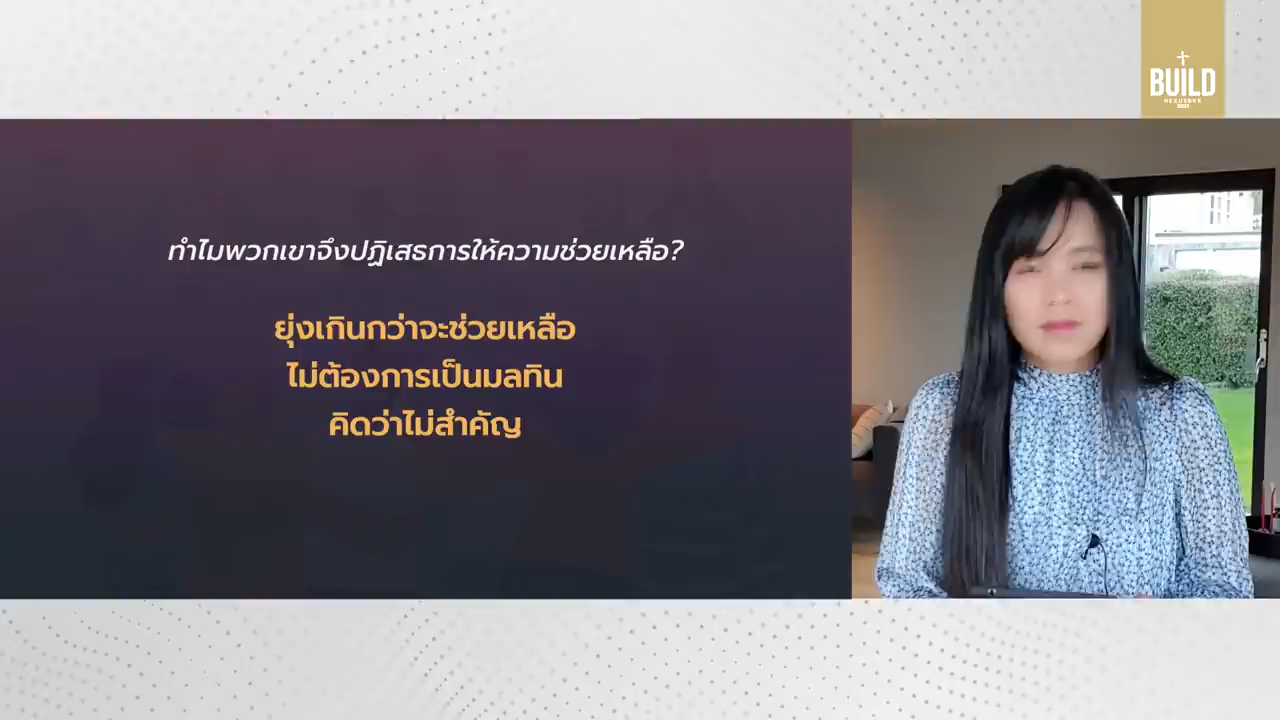 BUILD
NEXUSBKK
2021
ทำไมพวกเขาจึงปฏิเสธการให้ความช่วยเหลือ?
ยุ่งเกินกว่าจะช่วยเหลือ
ไม่ต้องการเป็นมลทิน
คิดว่าไม่สำคัญ